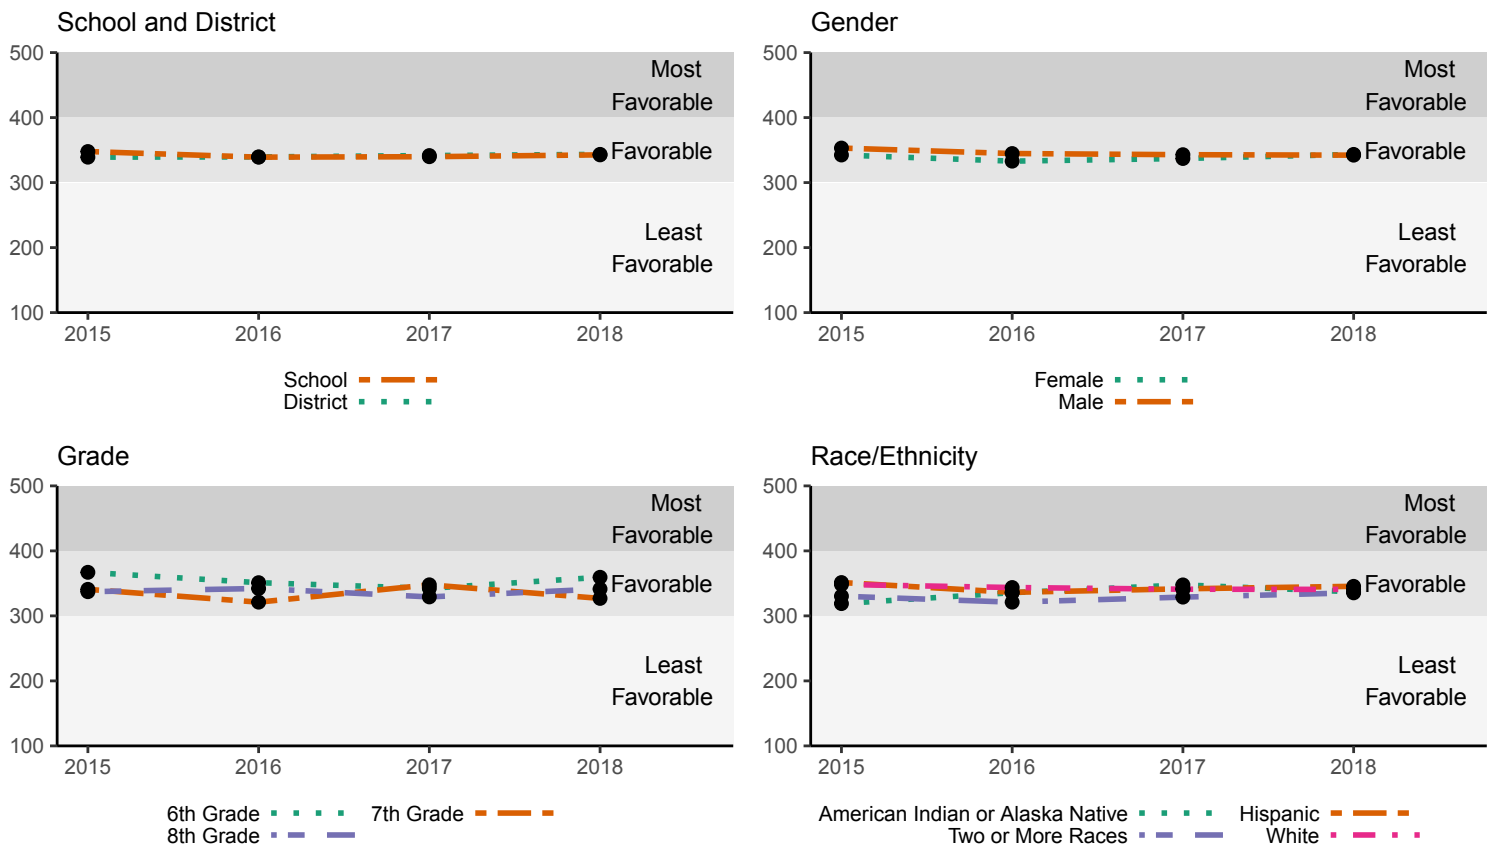 School and District
500
400
300
200
100
Most
Favorable
Favorable
Least
Favorable
2015 2016 2017 2018
School
District
Gender
500
400
300
200
100
Most
Favorable
Favorable
Least
Favorable
2015 2016 2017 2018
Female
Male
Grade
500
400
300
200
100
Most
Favorable
Favorable
Least
Favorable
2015 2016 2017 2018
6th Grade 7th Grade
8th Grade
Race/Ethnicity
500
400
300
200
100
Most
Favorable
Favorable
Least
Favorable
2015 2016 2017 2018
American Indian or Alaska Native Hispanic
Two or More Races White